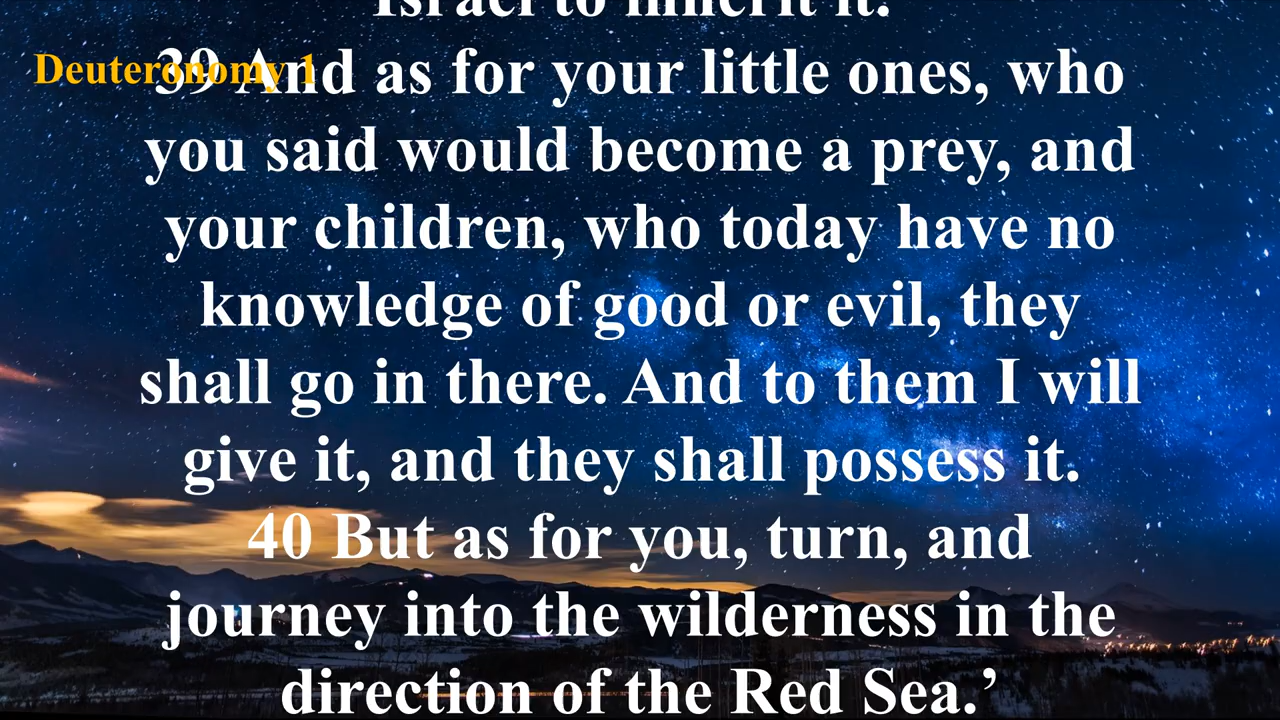 Israel to inherit it.
Deuteronomy 1
39 And as for your little ones, who
you said would become a prey, and
your children, who today have no
knowledge of good or evil, they
shall go in there. And to them I will
give it, and they shall possess it.
40 But as for you, turn, and
journey into the wilderness in the
direction of the Red Sea.’